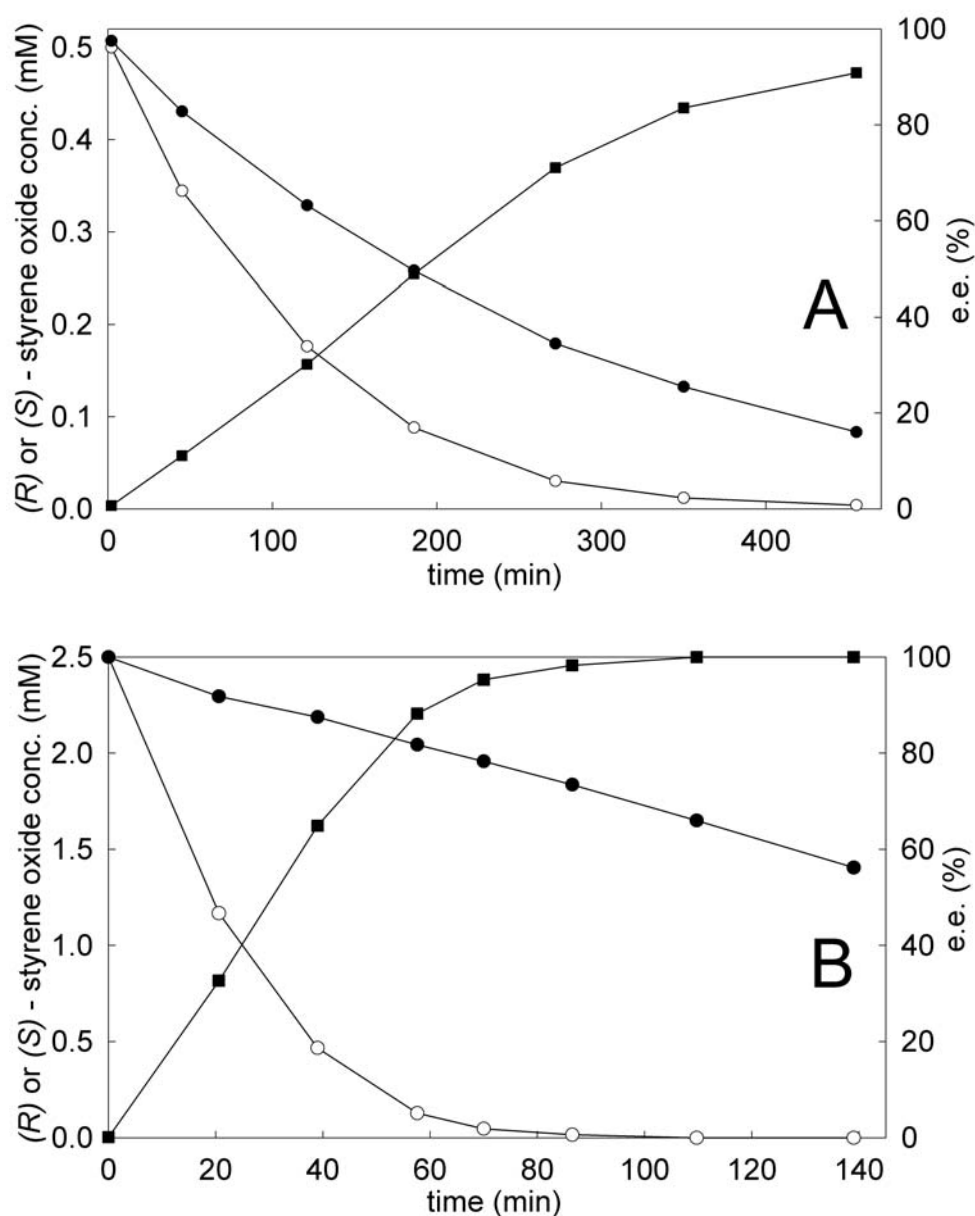 (R) or (S) - styrene oxide conc. (mM)
0.5
0.4
0.3
0.2
0.1
0.0
100
80
60
40
20
0
e.e. (%)
A
0 100 200 300 400
time (min)
(R) or (S) - styrene oxide conc. (mM)
2.5
2.0
1.5
1.0
0.5
0.0
100
80
60
40
20
0
e.e. (%)
B
0 20 40 60 80 100 120 140
time (min)